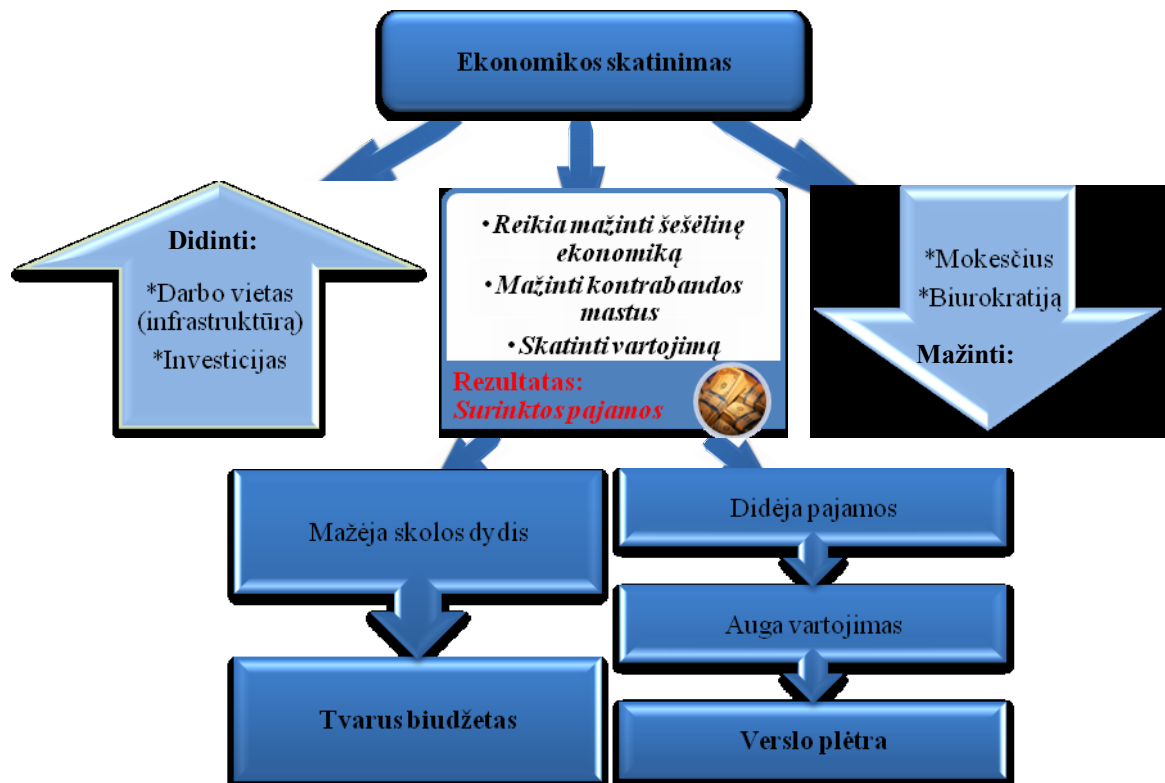 Ekonomikos skatinimas
Didinti:
*Darbo vietas
(infrastruktūrą)
*Investicijas
•Reikia mažinti šešėlinę
ekonomiką
•Mažinti kontrabandos
mastus
•Skatinti vartojimą
Rezultatas:
Surinktos pajamos
*Mokesčius
*Biurokratiją
Mažinti:
Mažėja skolos dydis
Tvarus biudžetas
Didėja pajamos
Auga vartojimas
Verslo plėtra